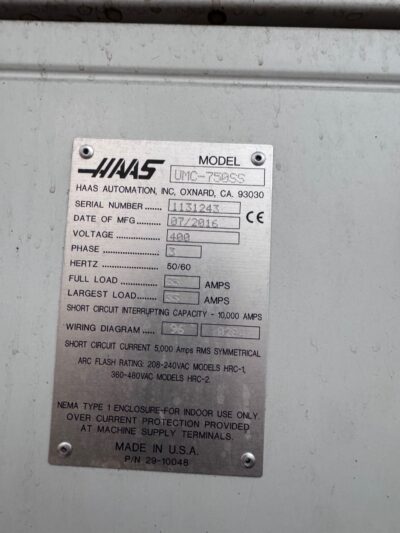 HAAS
MODEL
UMC-750SS
HAAS AUTOMATION, INC, OXNARD, CA. 93030
SERIAL NUMBER ...... 1131243
DATE OF MFG ...... 07/2016
CE
VOLTAGE ............. 400
PHASE .................. 3
HERTZ .................. 50/60
FULL LOAD ........... AMPS
LARGEST LOAD ..... AMPS
SHORT CIRCUIT INTERRUPTING CAPACITY - 10,000 AMPS
WIRING DIAGRAM .....
SHORT CIRCUIT CURRENT 5,000 Amps RMS SYMMETRICAL
ARC FLASH RATING: 208-240VAC MODELS HRC-1,
360-480VAC MODELS HRC-2.
NEMA TYPE 1 ENCLOSURE-FOR INDOOR USE ONLY.
OVER CURRENT PROTECTION PROVIDED
AT MACHINE SUPPLY TERMINALS.
MADE IN U.S.A.
P/N 29-10048